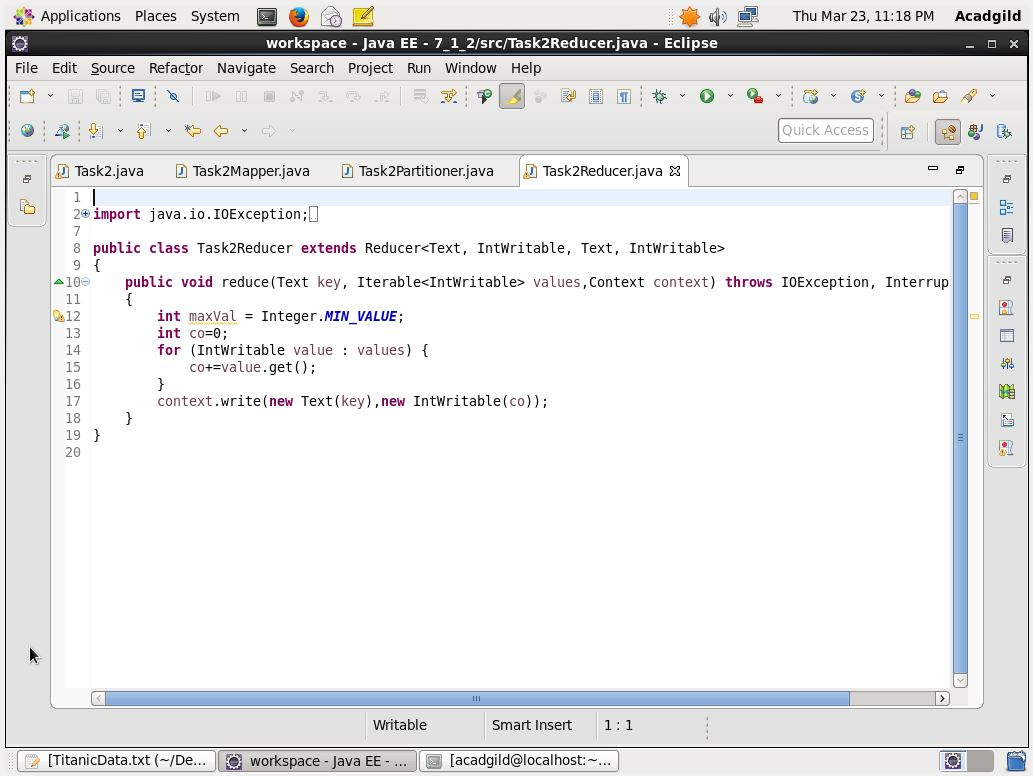 Applications Places System Thu Mar 23, 11:18 PM Acadgild
workspace - Java EE - 7_1_2/src/Task2Reducer.java - Eclipse
File Edit Source Refactor Navigate Search Project Run Window Help
Quick Access
Task2.java Task2Mapper.java Task2Partitioner.java Task2Reducer.java
1
2 import java.io.IOException;
7
8 public class Task2Reducer extends Reducer<Text, IntWritable, Text, IntWritable>
9 {
10 public void reduce(Text key, Iterable<IntWritable> values,Context context) throws IOException, Interrup
11 {
12 int maxVal = Integer.MIN_VALUE;
13 int co=0;
14 for (IntWritable value : values) {
15 co+=value.get();
16 }
17 context.write(new Text(key),new IntWritable(co));
18 }
19 }
20
Writable Smart Insert 1 : 1
[TitanicData.txt (~/De... workspace - Java EE - ... [acadgild@localhost:~...